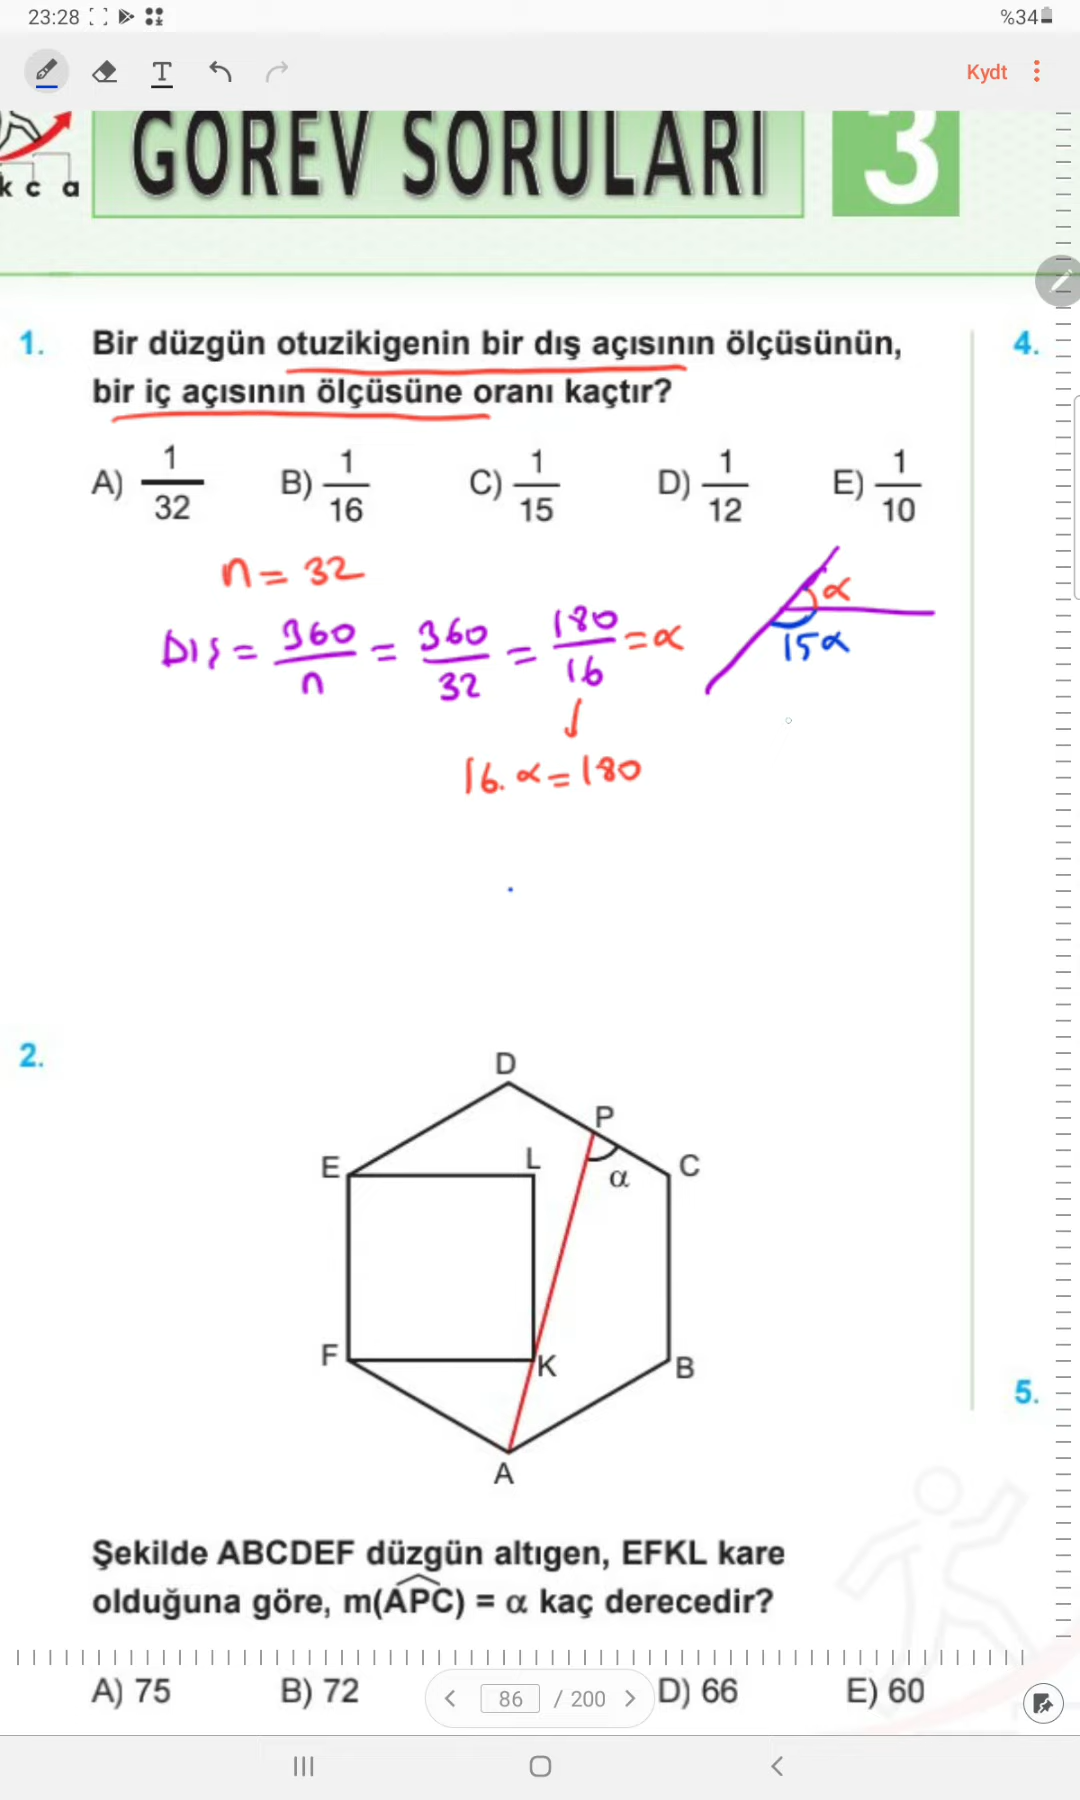 23:28
%34
T
Kydt
k c a
GÖREV SORULARI
3
1. Bir düzgün otuzikigenin bir dış açısının ölçüsünün,
bir iç açısının ölçüsüne oranı kaçtır?
A) 1/32 B) 1/16 C) 1/15 D) 1/12 E) 1/10
n = 32
DIŞ = 360/n = 360/32 = 180/16 = α
α
15α
16. α = 180
4.
2.
D
P
E L C
α
F K B
A
5.
Şekilde ABCDEF düzgün altıgen, EFKL kare
olduğuna göre, m(APC) = α kaç derecedir?
A) 75 B) 72 D) 66 E) 60
86 / 200